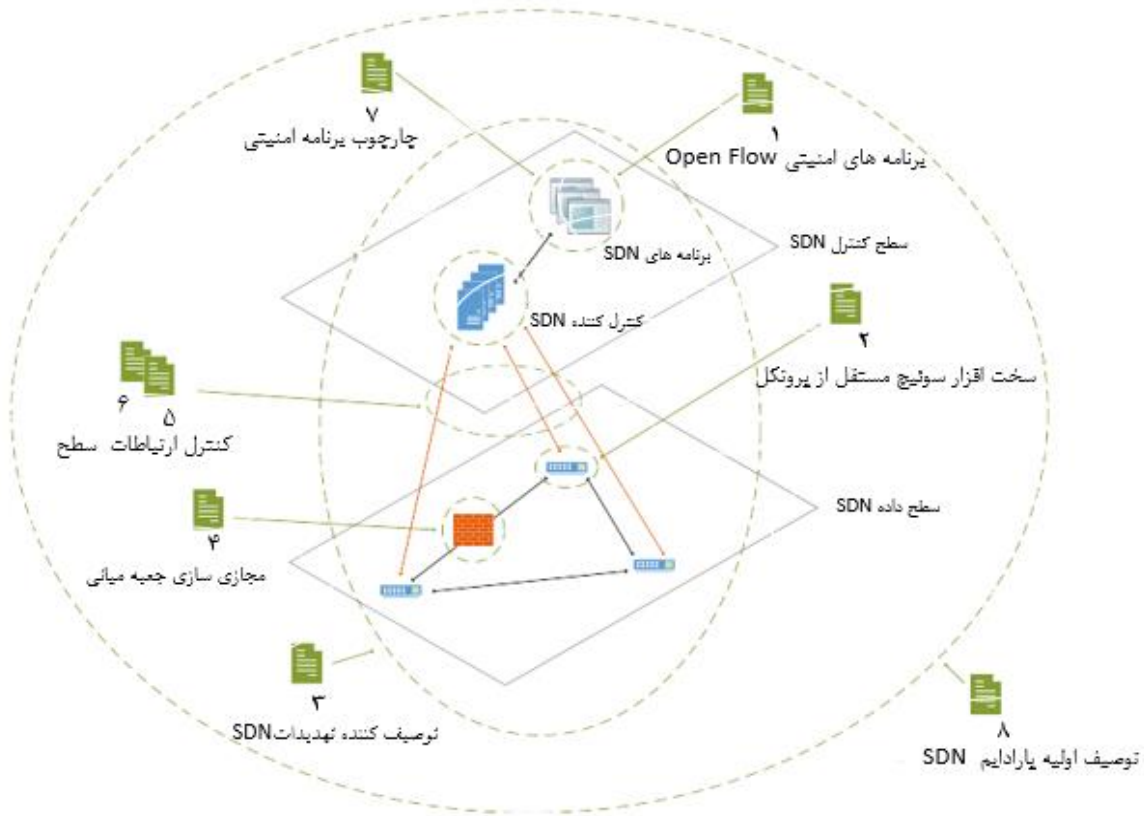 ۷
چارچوب برنامه امنیتی
۱
برنامه های امنیتی Open Flow
سطح کنترل SDN
برنامه های SDN
کنترل کننده SDN
۲
سخت افزار سوئیچ مستقل از پروتکل
۶
۵
کنترل ارتباطات سطح
سطح داده SDN
۴
مجازی سازی جعبه میانی
۳
توصیف کننده تهدیدات SDN
۸
توصیف اولیه پارادایم SDN